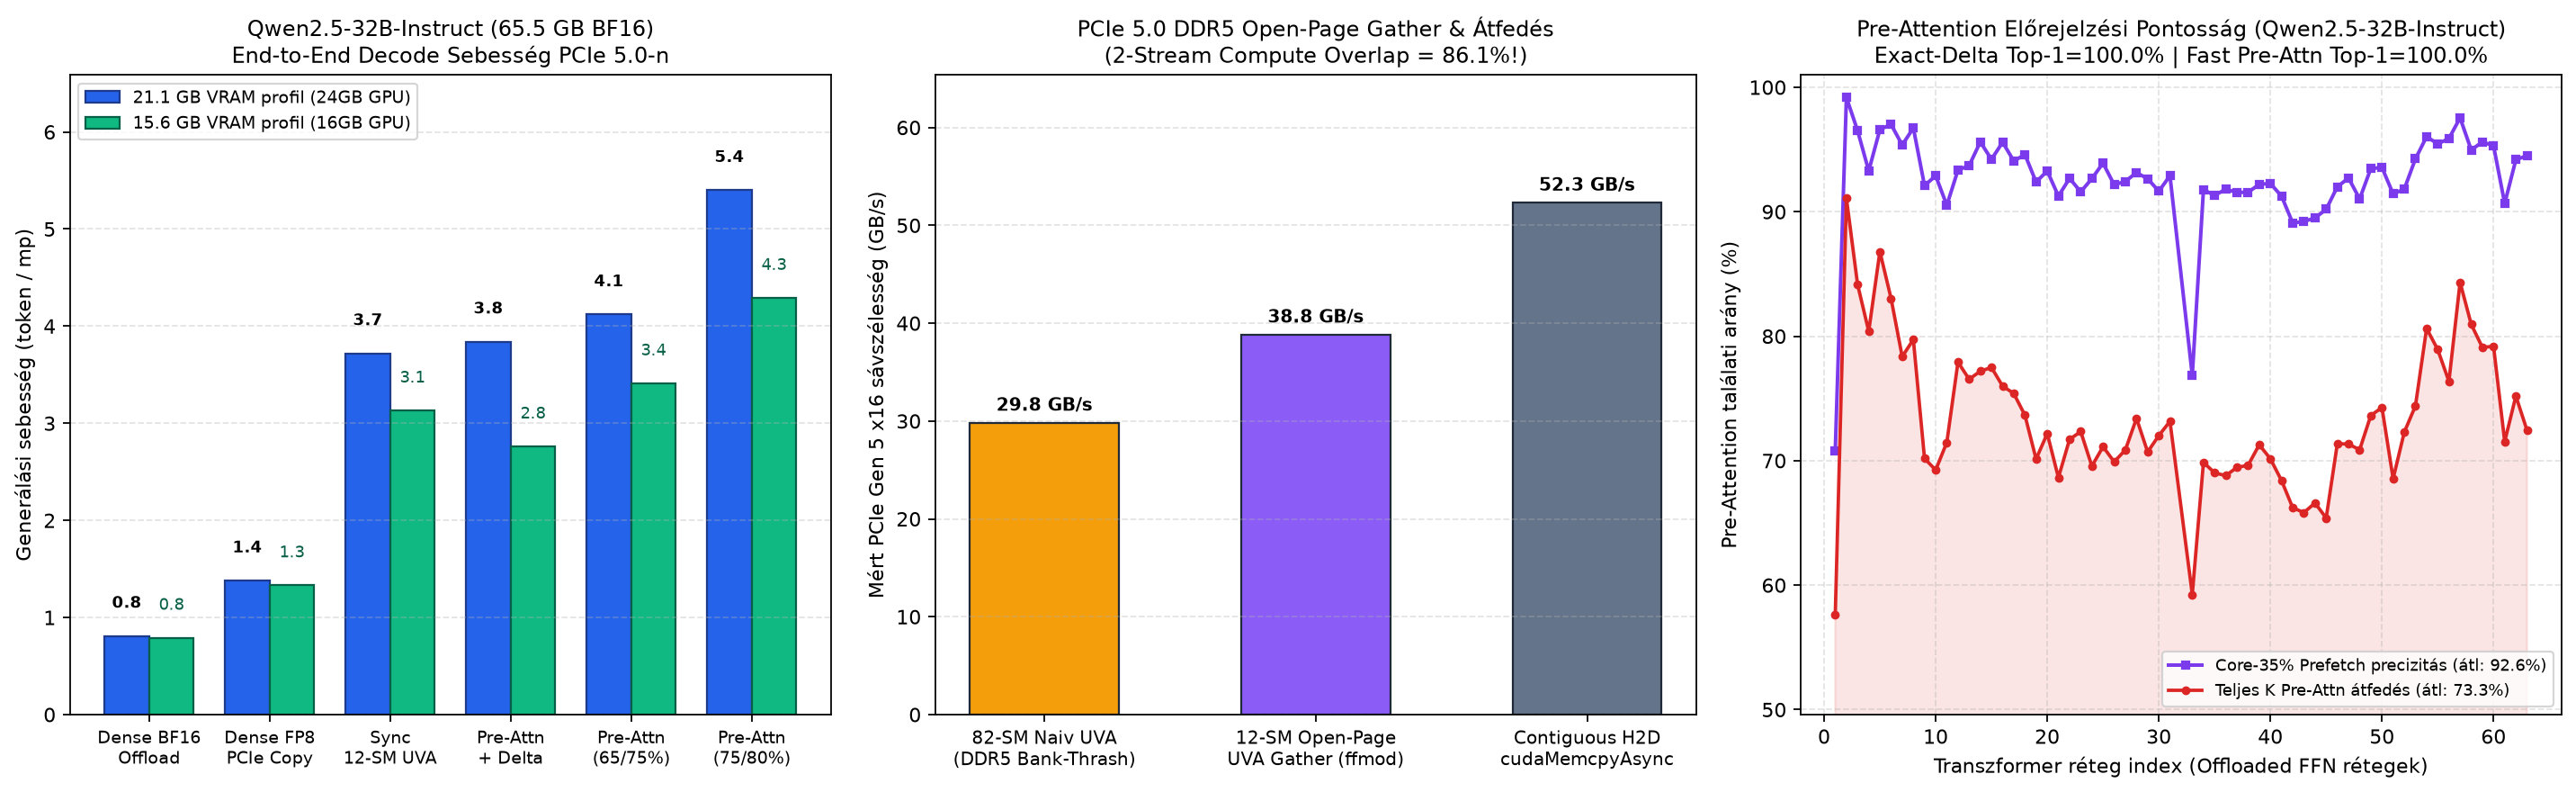 Qwen2.5-32B-Instruct (65.5 GB BF16)
End-to-End Decode Sebesség PCIe 5.0-n
Generálási sebesség (token / mp)
21.1 GB VRAM profil (24GB GPU)
15.6 GB VRAM profil (16GB GPU)
6
5
4
3
2
1
0
0.8
0.8
1.4
1.3
3.7
3.1
3.8
2.8
4.1
3.4
5.4
4.3
Dense BF16
Offload
Dense FP8
PCIe Copy
Sync
12-SM UVA
Pre-Attn
+ Delta
Pre-Attn
(65/75%)
Pre-Attn
(75/80%)
PCIe 5.0 DDR5 Open-Page Gather & Átfedés
(2-Stream Compute Overlap = 86.1%!)
Mért PCIe Gen 5 x16 sávszélesség (GB/s)
60
50
40
30
20
10
0
29.8 GB/s
38.8 GB/s
52.3 GB/s
82-SM Naiv UVA
(DDR5 Bank-Thrash)
12-SM Open-Page
UVA Gather (ffmod)
Contiguous H2D
cudaMemcpyAsync
Pre-Attention Előrejelzési Pontosság (Qwen2.5-32B-Instruct)
Exact-Delta Top-1=100.0% | Fast Pre-Attn Top-1=100.0%
Pre-Attention találati arány (%)
100
90
80
70
60
50
Core-35% Prefetch precizitás (átl: 92.6%)
Teljes K Pre-Attn átfedés (átl: 73.3%)
0
10
20
30
40
50
60
Transzformer réteg index (Offloaded FFN rétegek)